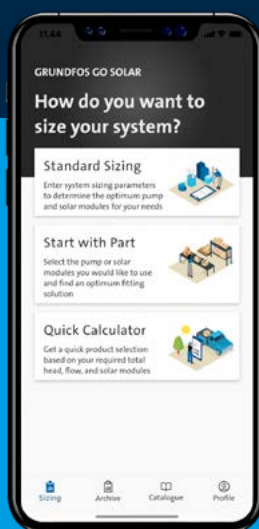 11.44
GRUNDFOS GO SOLAR
How do you want to
size your system?
Standard Sizing
Enter system sizing parameters
to determine the optimum pump
and solar modules for your needs
Start with Part
Select the pump or solar
modules you would like to use
and find an optimum fitting
solution
Quick Calculator
Get a quick product selection
based on your required total
head, flow, and solar modules
Sizing Archive Catalogue Profile